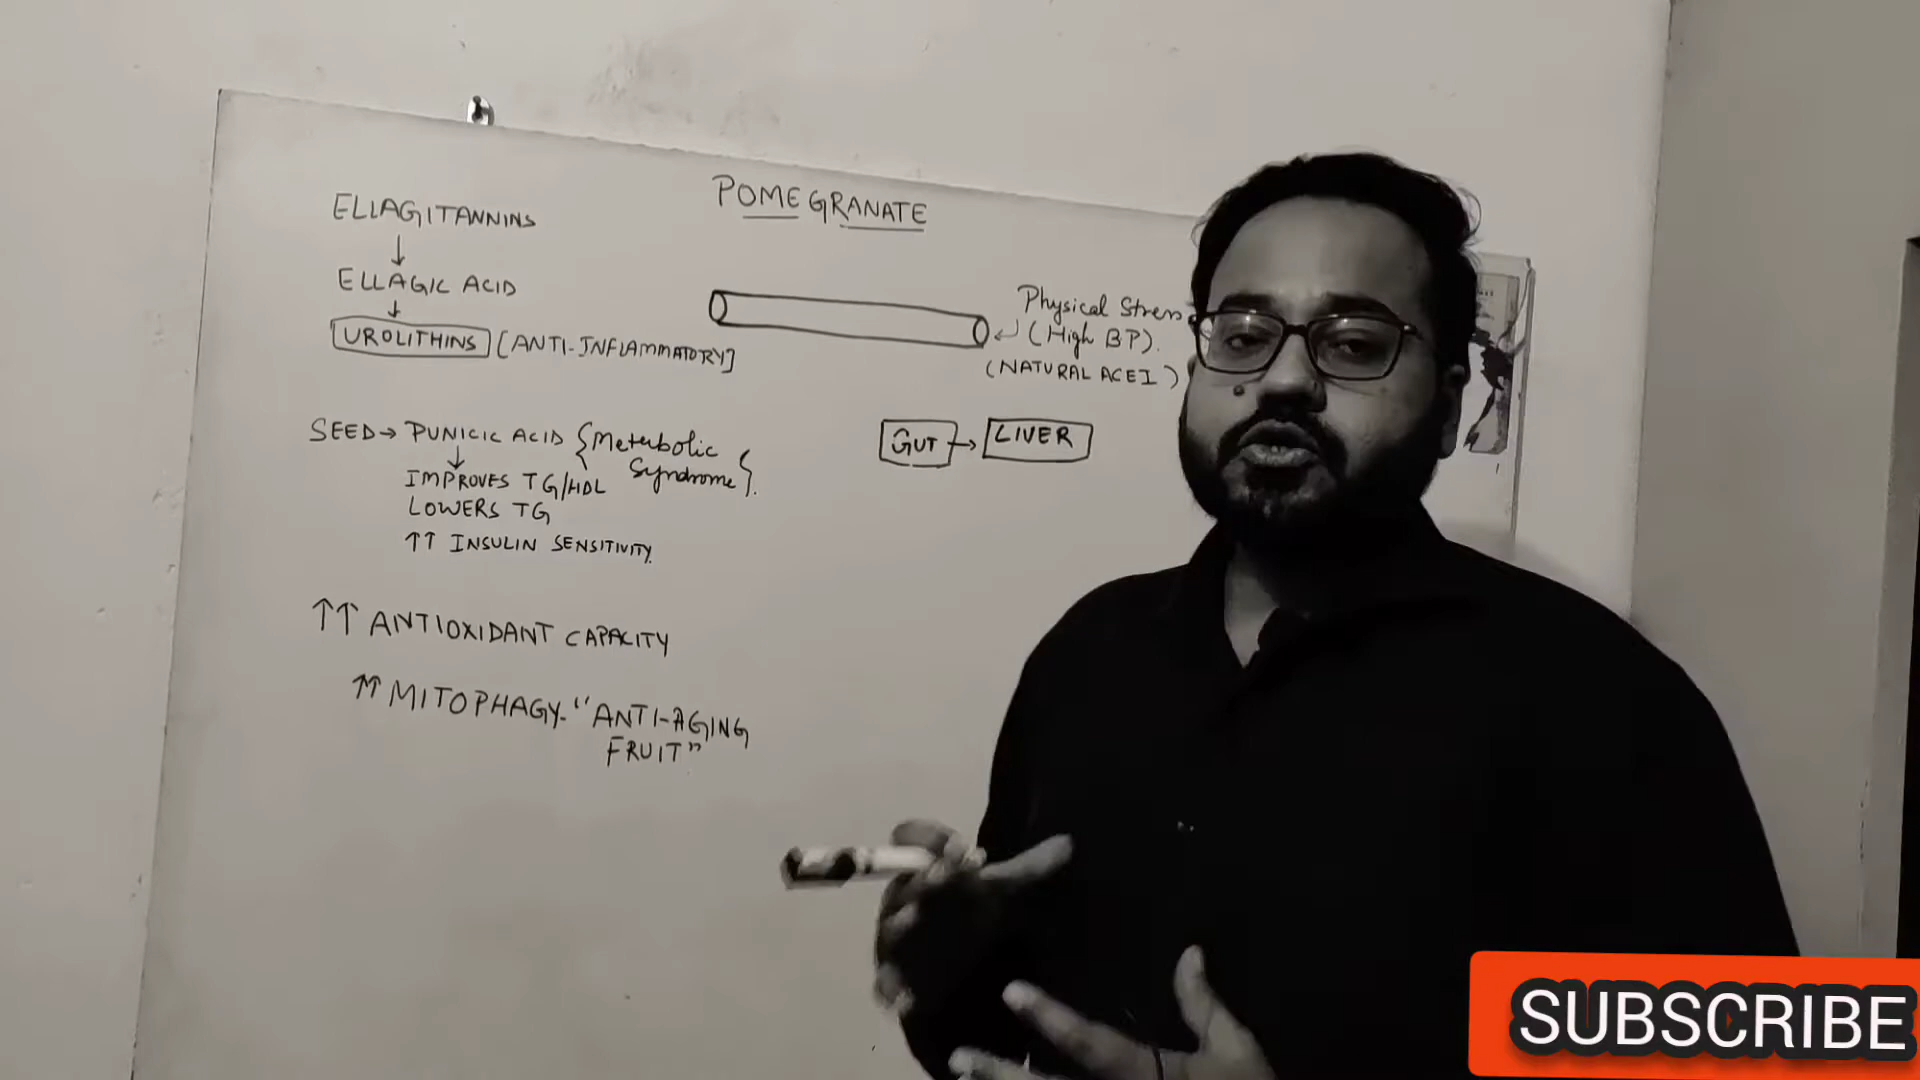 POMEGRANATE
ELLAGITANNINS
↓
ELLAGIC ACID
↓
UROLITHINS [ANTI-INFLAMMATORY]
Physical Stress
(High BP).
(NATURAL ACEI)
SEED→ PUNICIC ACID {Metabolic
Syndrome}.
↓
IMPROVES TG/HDL
LOWERS TG
↑↑ INSULIN SENSITIVITY.
GUT → LIVER
↑↑ ANTIOXIDANT CAPACITY
↑↑ MITOPHAGY-"ANTI-AGING
FRUIT"
SUBSCRIBE